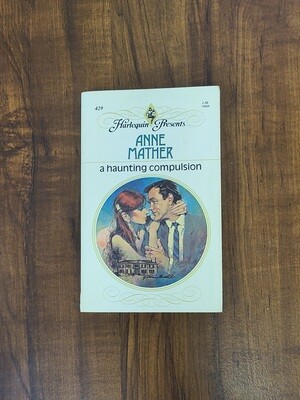 429
Harlequin Presents
ANNE
MATHER
a haunting compulsion